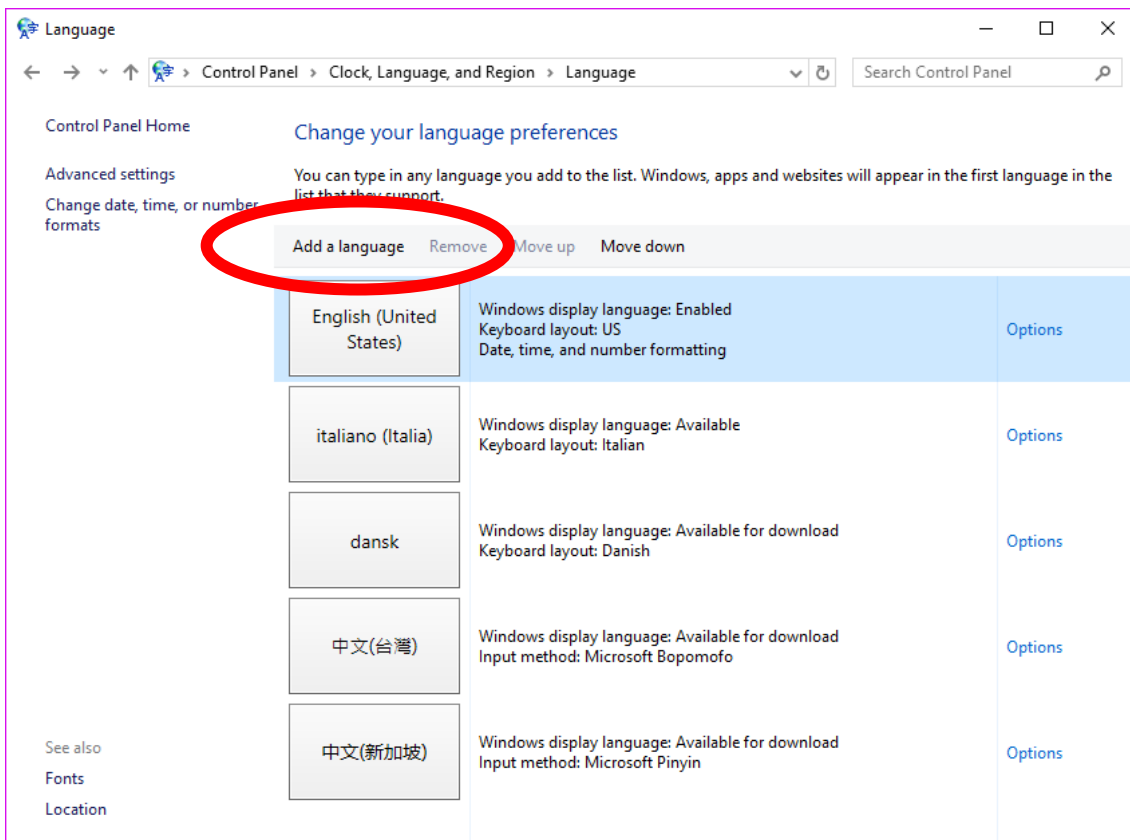 Language
Control Panel > Clock, Language, and Region > Language
Search Control Panel
Control Panel Home
Advanced settings
Change date, time, or number
formats
Change your language preferences
You can type in any language you add to the list. Windows, apps and websites will appear in the first language in the
list that they support.
Add a language Remove Move up Move down
English (United
States)
Windows display language: Enabled
Keyboard layout: US
Date, time, and number formatting
Options
italiano (Italia)
Windows display language: Available
Keyboard layout: Italian
Options
dansk
Windows display language: Available for download
Keyboard layout: Danish
Options
中文(台灣)
Windows display language: Available for download
Input method: Microsoft Bopomofo
Options
中文(新加坡)
Windows display language: Available for download
Input method: Microsoft Pinyin
Options
See also
Fonts
Location